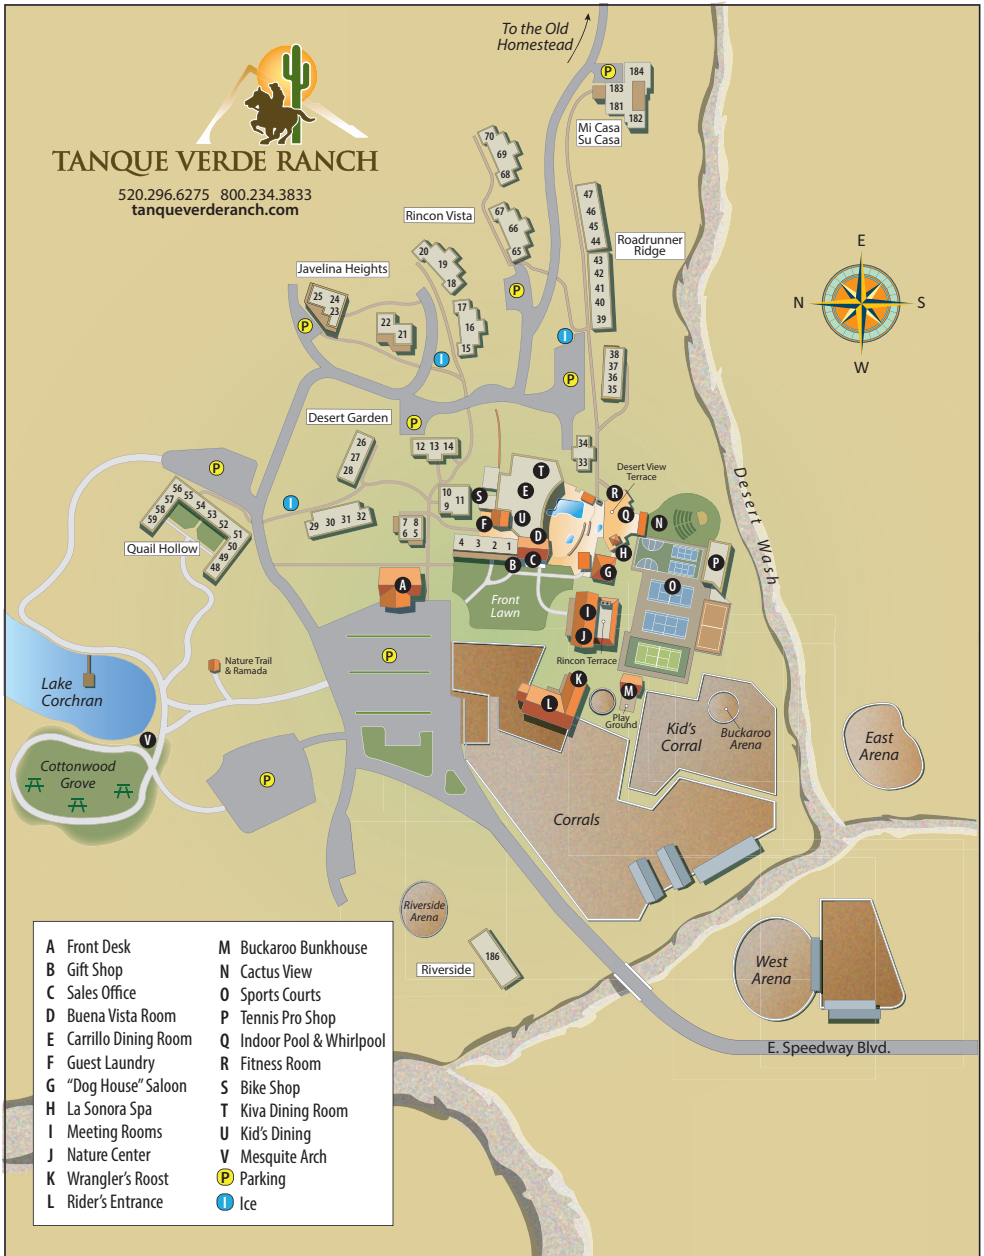 To the Old
Homestead
TANQUE VERDE RANCH
520.296.6275 800.234.3833
tanqueverderanch.com
P
184
183
181
182
Mi Casa
Su Casa
70
69
68
Rincon Vista
67
66
65
47
46
45
44
Roadrunner
Ridge
43
42
41
40
39
E
N
S
W
20
19
18
Javelina Heights
25
24
23
P
22
21
17
16
15
I
P
I
38
37
36
35
P
Desert Garden
P
26
27
28
12 13 14
34
33
P
56
55
57
54
58
53
59
52
51
50
49
48
Quail Hollow
I
29 30 31 32
10
11
9
7 8
6 5
S
T
E
F
U
D
4 3 2 1
B
C
Desert View
Terrace
R
Q
N
H
G
P
O
Desert Wash
A
Front
Lawn
I
J
Rincon Terrace
P
Nature Trail
& Ramada
Lake
Corchran
K
L
M
Play
Ground
Kid's
Corral
Buckaroo
Arena
East
Arena
V
Cottonwood
Grove
P
Corrals
Riverside
Arena
186
Riverside
West
Arena
E. Speedway Blvd.
A Front Desk
B Gift Shop
C Sales Office
D Buena Vista Room
E Carrillo Dining Room
F Guest Laundry
G “Dog House” Saloon
H La Sonora Spa
I Meeting Rooms
J Nature Center
K Wrangler's Roost
L Rider's Entrance
M Buckaroo Bunkhouse
N Cactus View
O Sports Courts
P Tennis Pro Shop
Q Indoor Pool & Whirlpool
R Fitness Room
S Bike Shop
T Kiva Dining Room
U Kid's Dining
V Mesquite Arch
P Parking
I Ice